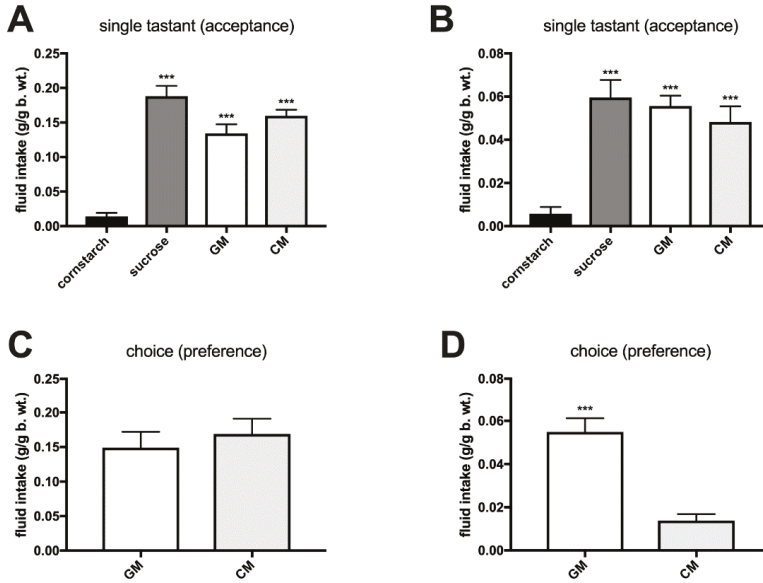 A
single tastant (acceptance)
fluid intake (g/g b. wt.)
0.25
0.20
0.15
0.10
0.05
0.00
***
***
***
cornstarch
sucrose
GM
CM
B
single tastant (acceptance)
fluid intake (g/g b. wt.)
0.08
0.06
0.04
0.02
0.00
***
***
***
cornstarch
sucrose
GM
CM
C
choice (preference)
fluid intake (g/g b. wt.)
0.25
0.20
0.15
0.10
0.05
0.00
GM
CM
D
choice (preference)
fluid intake (g/g b. wt.)
0.08
0.06
0.04
0.02
0.00
***
GM
CM